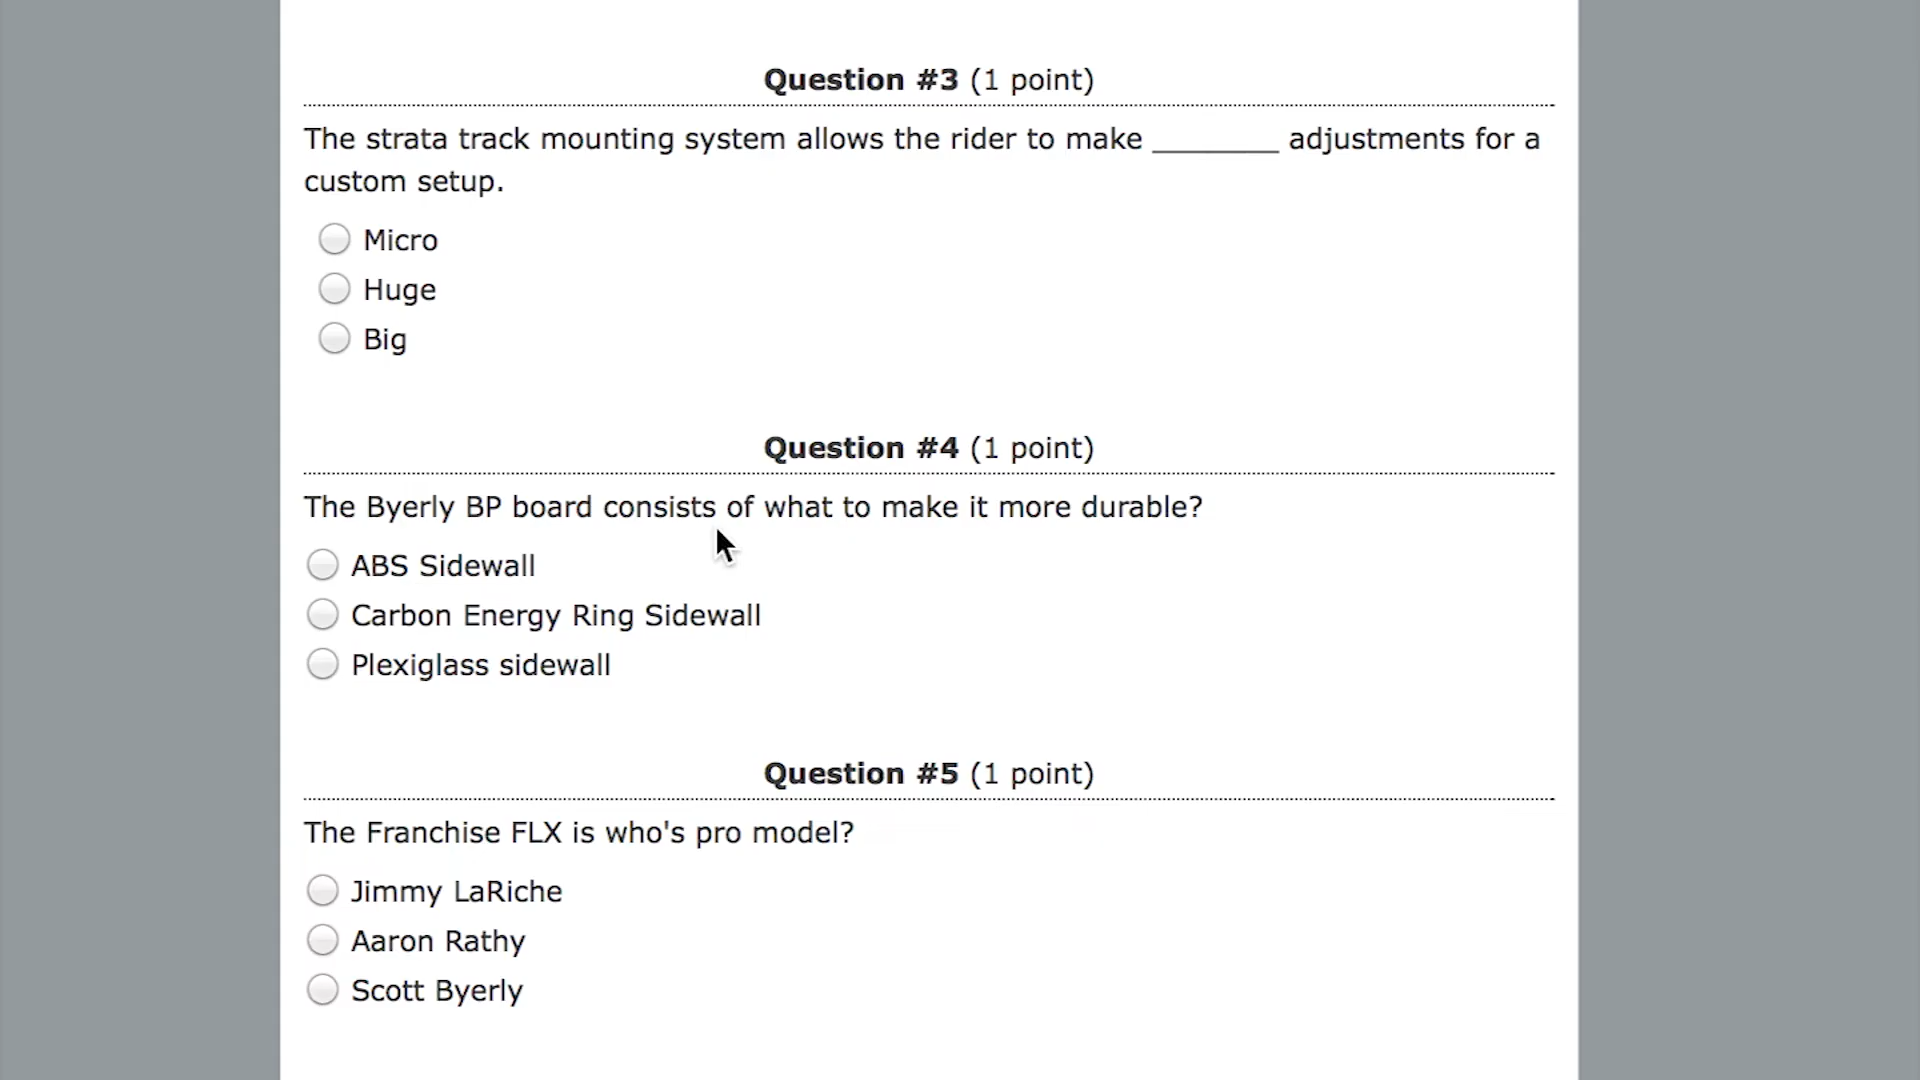 Question #3 (1 point)
The strata track mounting system allows the rider to make ________ adjustments for a
custom setup.
Micro
Huge
Big
Question #4 (1 point)
The Byerly BP board consists of what to make it more durable?
ABS Sidewall
Carbon Energy Ring Sidewall
Plexiglass sidewall
Question #5 (1 point)
The Franchise FLX is who's pro model?
Jimmy LaRiche
Aaron Rathy
Scott Byerly